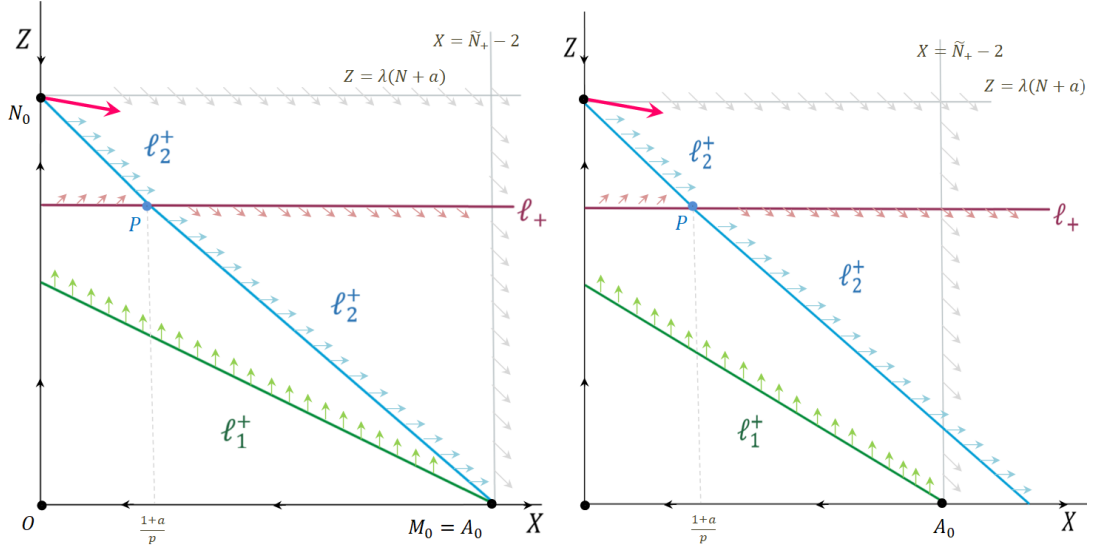 Z
X = Ñ₊ − 2
Z = λ(N + a)
N₀
ℓ₂⁺
P
ℓ₊
ℓ₂⁺
ℓ₁⁺
O
1+a
p
M₀ = A₀
X
Z
X = Ñ₊ − 2
Z = λ(N + a)
ℓ₂⁺
P
ℓ₊
ℓ₂⁺
ℓ₁⁺
1+a
p
A₀
X